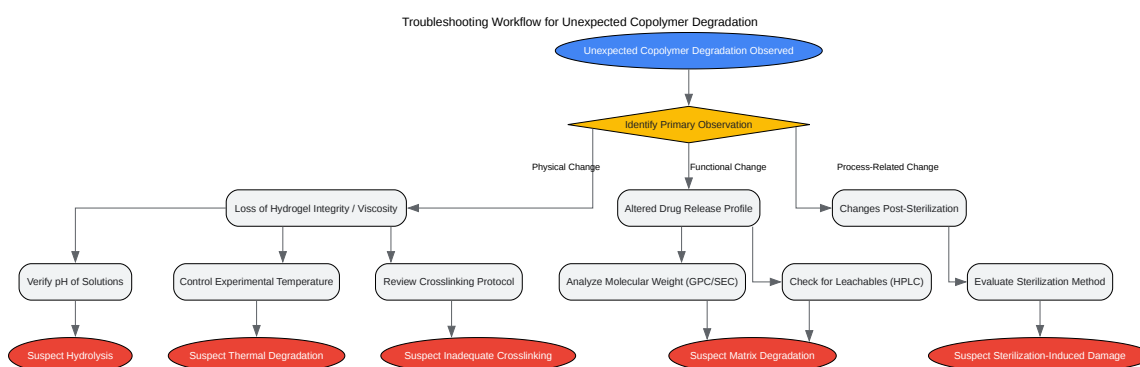 Troubleshooting Workflow for Unexpected Copolymer Degradation
Unexpected Copolymer Degradation Observed
Identify Primary Observation
Physical Change
Functional Change
Process-Related Change
Loss of Hydrogel Integrity / Viscosity
Altered Drug Release Profile
Changes Post-Sterilization
Verify pH of Solutions
Control Experimental Temperature
Review Crosslinking Protocol
Analyze Molecular Weight (GPC/SEC)
Check for Leachables (HPLC)
Evaluate Sterilization Method
Suspect Hydrolysis
Suspect Thermal Degradation
Suspect Inadequate Crosslinking
Suspect Matrix Degradation
Suspect Sterilization-Induced Damage